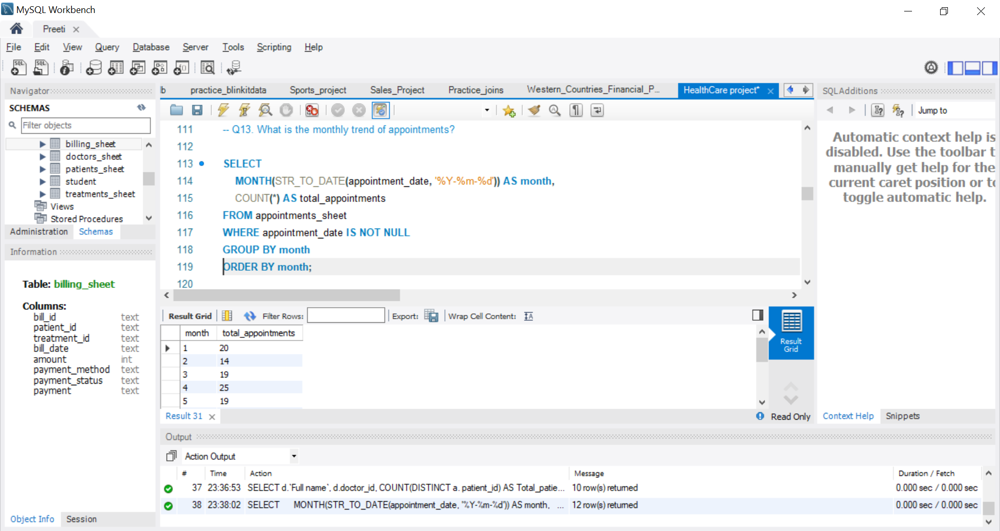 MySQL Workbench
Preeti
File Edit View Query Database Server Tools Scripting Help
Navigator
SCHEMAS
Filter objects
billing_sheet
doctors_sheet
patients_sheet
student
treatments_sheet
Views
Stored Procedures
Administration Schemas
Information
Table: billing_sheet
Columns:
bill_id text
patient_id text
treatment_id text
bill_date text
amount int
payment_method text
payment_status text
payment text
Object Info Session
lb practice_blinkitdata Sports_project Sales_Project Practice_joins Western_Countries_Financial_P... HealthCare project*
111 -- Q13. What is the monthly trend of appointments?
112
113 SELECT
114 MONTH(STR_TO_DATE(appointment_date, '%Y-%m-%d')) AS month,
115 COUNT(*) AS total_appointments
116 FROM appointments_sheet
117 WHERE appointment_date IS NOT NULL
118 GROUP BY month
119 ORDER BY month;
120
Result Grid Filter Rows: Export: Wrap Cell Content:
month total_appointments
1 20
2 14
3 19
4 25
5 19
Result Grid
Result 31
Read Only
SQLAdditions
Jump to
Automatic context help is
disabled. Use the toolbar t
manually get help for the
current caret position or to
toggle automatic help.
Context Help Snippets
Output
Action Output
# Time Action Message Duration / Fetch
37 23:36:53 SELECT d.`Full name`, d.doctor_id, COUNT(DISTINCT a. patient_id) AS Total_patie... 10 row(s) returned 0.000 sec / 0.000 sec
38 23:38:02 SELECT MONTH(STR_TO_DATE(appointment_date, '%Y-%m-%d')) AS month, ... 12 row(s) returned 0.000 sec / 0.000 sec